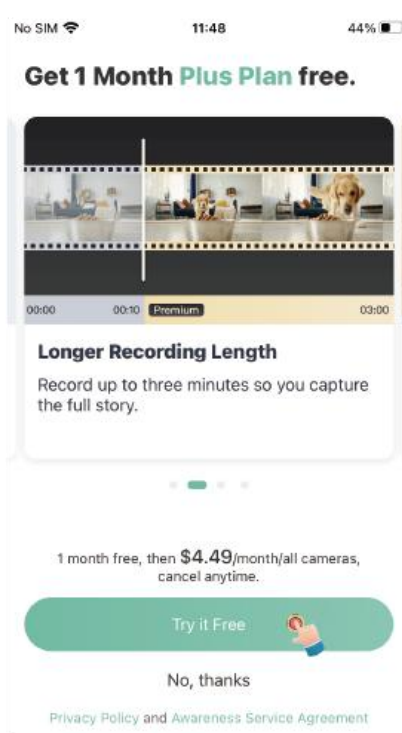 No SIM 11:48 44%
Get 1 Month Plus Plan free.
00:00 00:10 Premium 03:00
Longer Recording Length
Record up to three minutes so you capture
the full story.
1 month free, then $4.49/month/all cameras,
cancel anytime.
Try it Free
No, thanks
Privacy Policy and Awareness Service Agreement